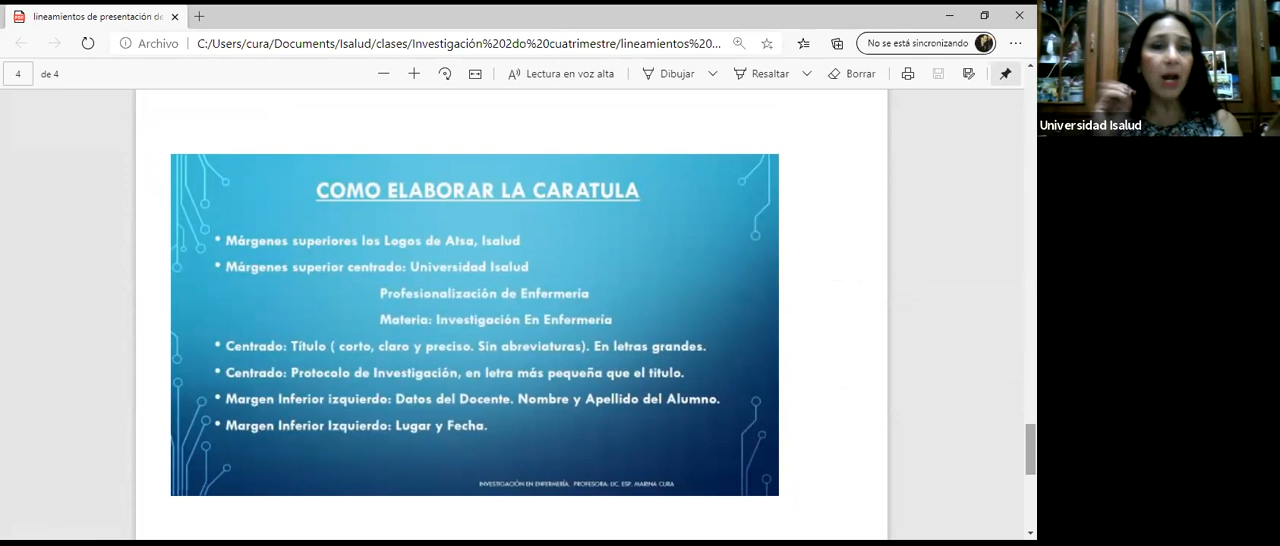 lineamientos de presentación de
Archivo
C:/Users/cura/Documents/Isalud/clases/Investigación%202do%20cuatrimestre/lineamientos%20...
No se está sincronizando
4
de 4
Lectura en voz alta
Dibujar
Resaltar
Borrar
Universidad Isalud
COMO ELABORAR LA CARATULA
• Márgenes superiores los Logos de Atsa, Isalud
• Márgenes superior centrado: Universidad Isalud
Profesionalización de Enfermería
Materia: Investigación En Enfermería
• Centrado: Título ( corto, claro y preciso. Sin abreviaturas). En letras grandes.
• Centrado: Protocolo de Investigación, en letra más pequeña que el título.
• Margen Inferior izquierdo: Datos del Docente. Nombre y Apellido del Alumno.
• Margen Inferior Izquierdo: Lugar y Fecha.
INVESTIGACIÓN EN ENFERMERÍA. PROFESORA: LIC. ESP. MARINA CURA